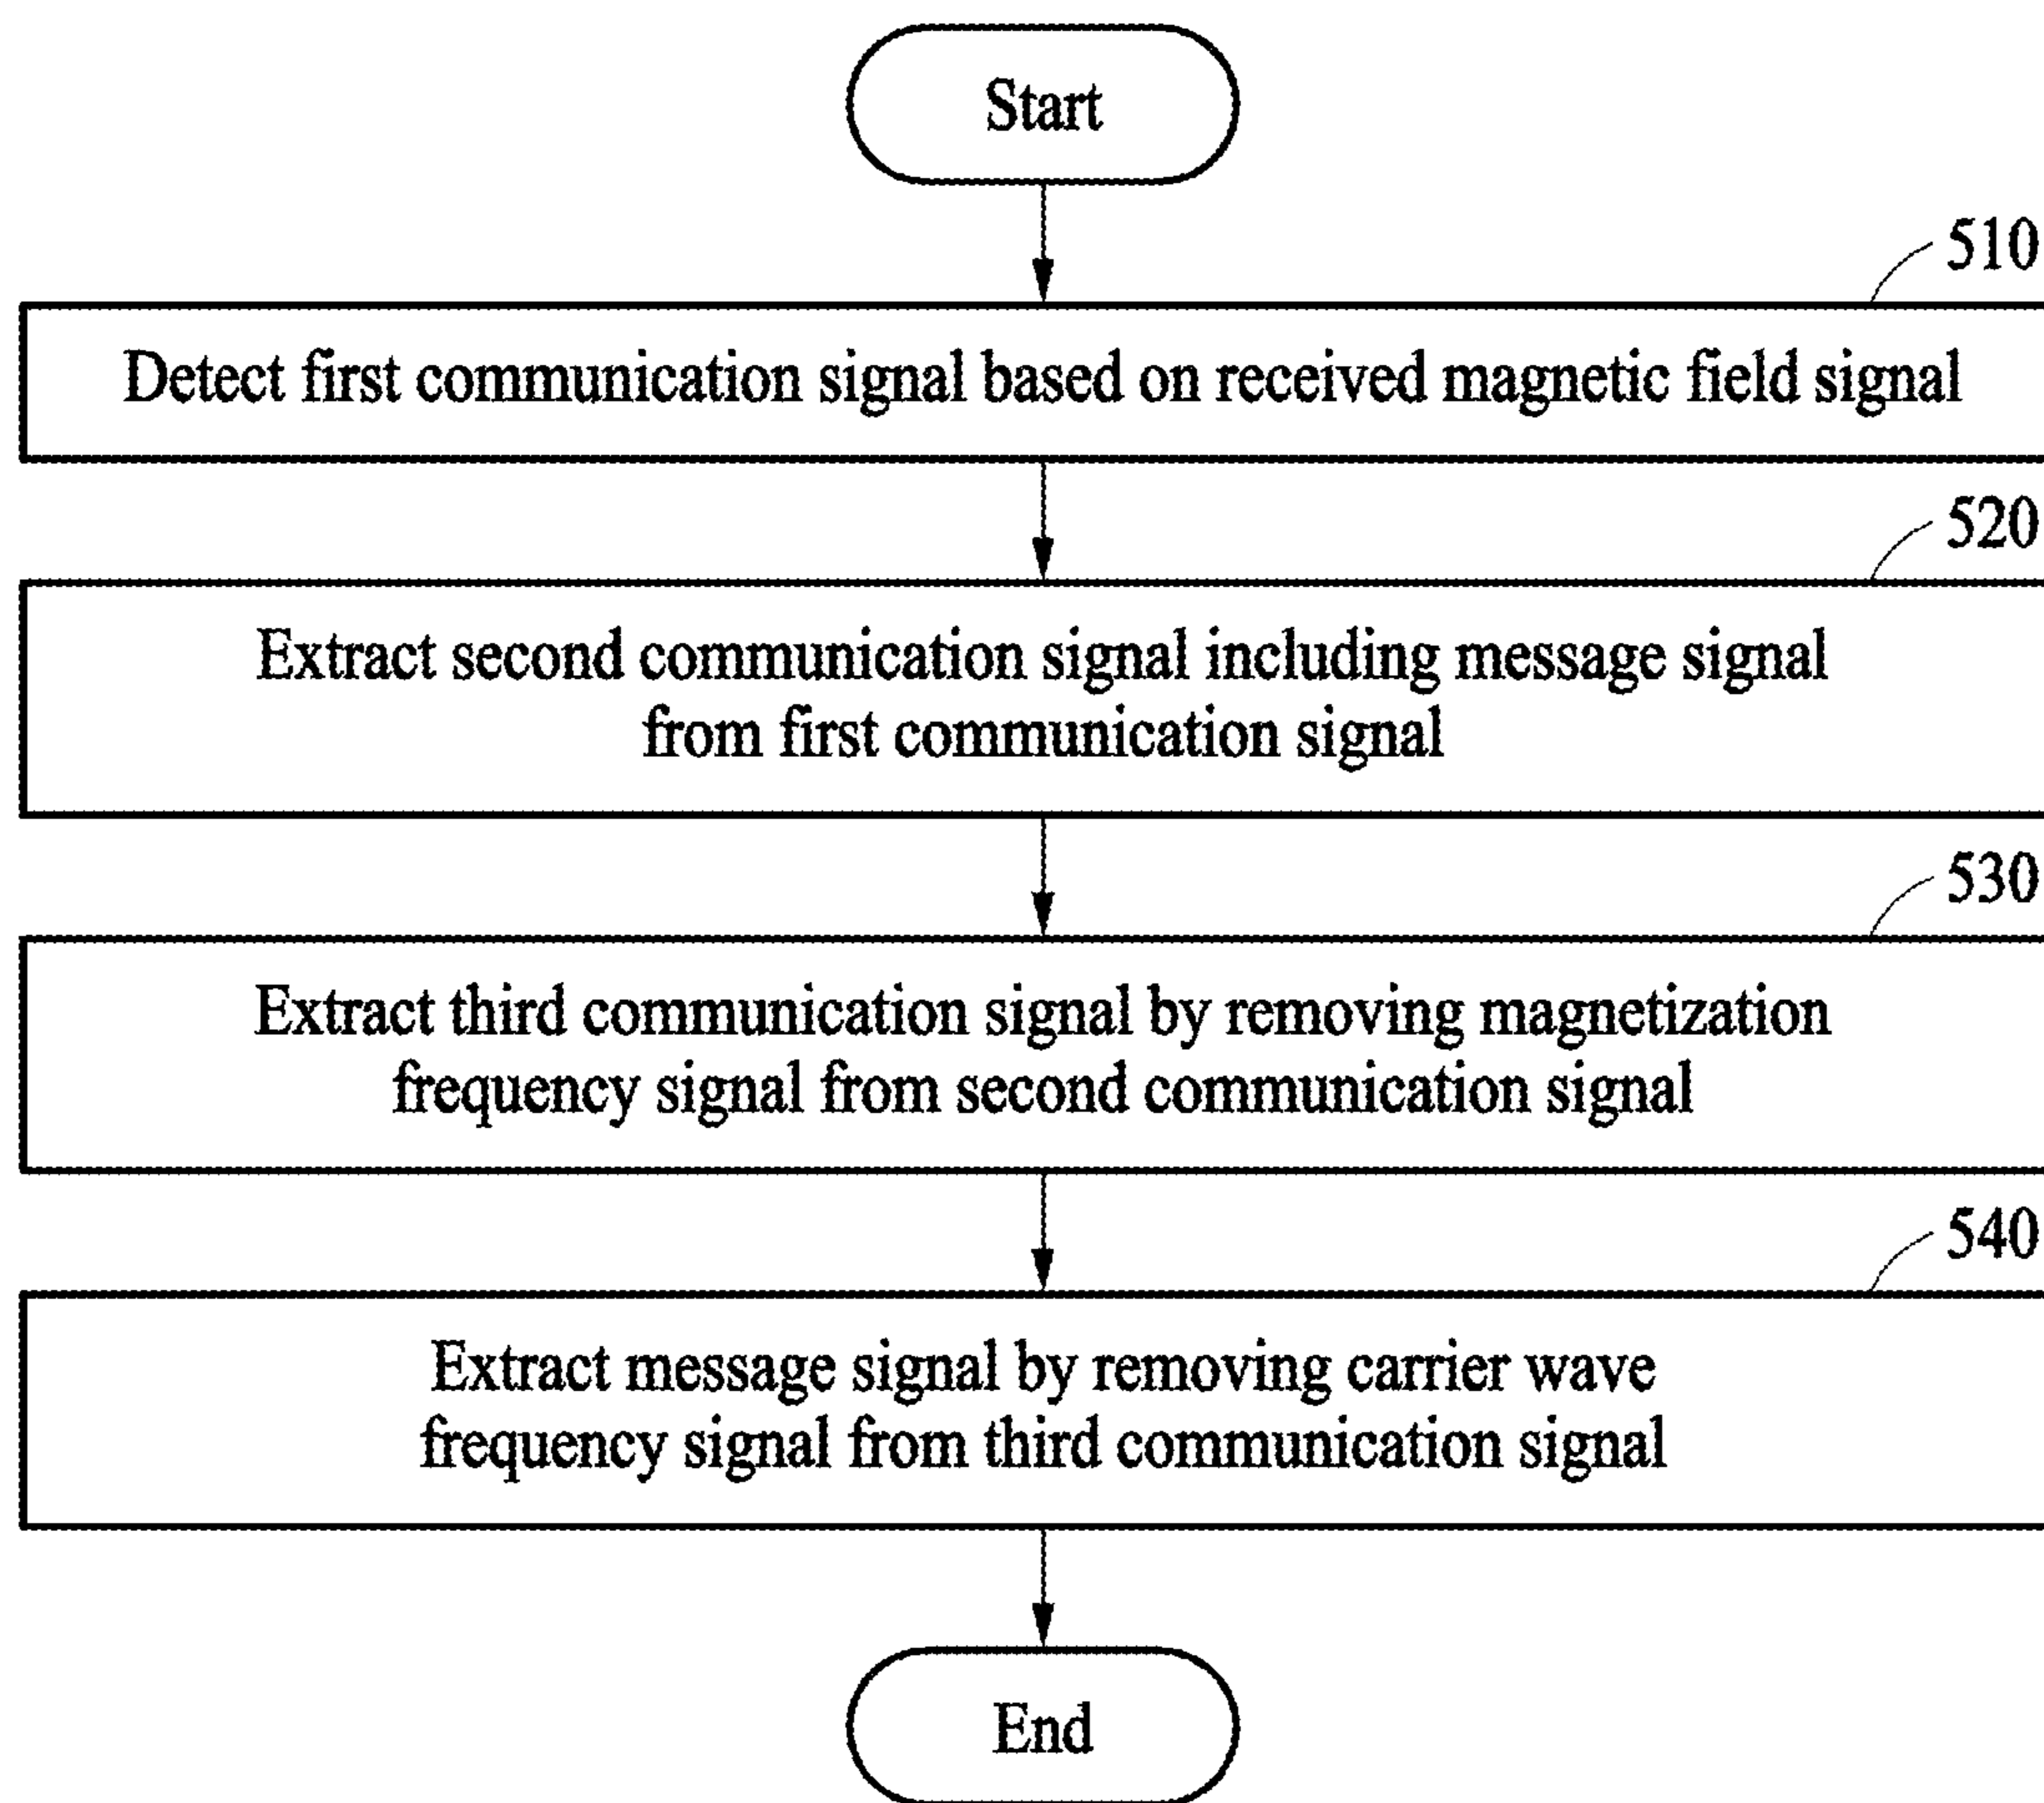 Start
510
Detect first communication signal based on received magnetic field signal
520
Extract second communication signal including message signal
from first communication signal
530
Extract third communication signal by removing magnetization
frequency signal from second communication signal
540
Extract message signal by removing carrier wave
frequency signal from third communication signal
End